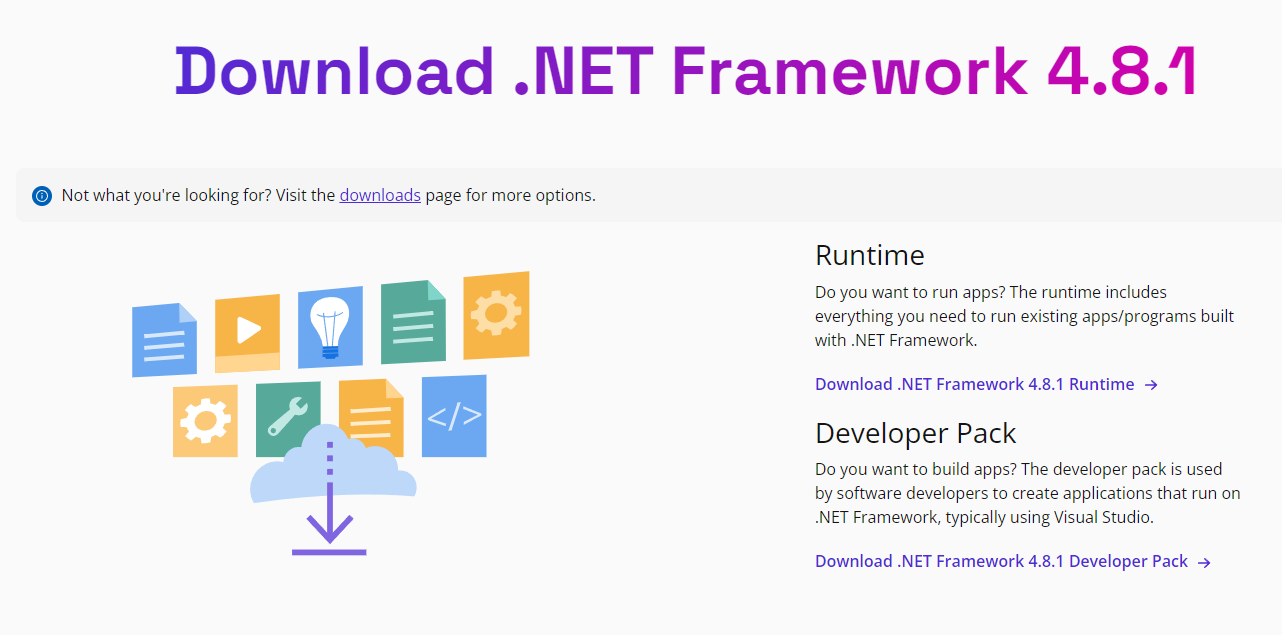 Download .NET Framework 4.8.1
Not what you're looking for? Visit the downloads page for more options.
Runtime
Do you want to run apps? The runtime includes
everything you need to run existing apps/programs built
with .NET Framework.
Download .NET Framework 4.8.1 Runtime →
Developer Pack
Do you want to build apps? The developer pack is used
by software developers to create applications that run on
.NET Framework, typically using Visual Studio.
Download .NET Framework 4.8.1 Developer Pack →